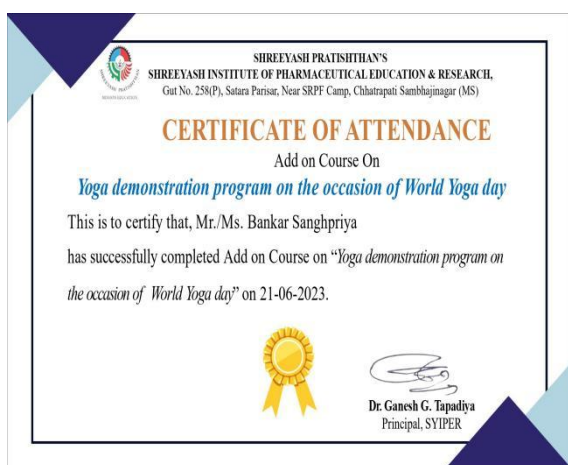 SHREEYASH PRATISHTHAN'S
SHREEYASH INSTITUTE OF PHARMACEUTICAL EDUCATION & RESEARCH,
Gut No. 258(P), Satara Parisar, Near SRPF Camp, Chhatrapati Sambhajinagar (MS)
CERTIFICATE OF ATTENDANCE
Add on Course On
Yoga demonstration program on the occasion of World Yoga day
This is to certify that, Mr./Ms. Bankar Sanghpriya
has successfully completed Add on Course on “Yoga demonstration program on
the occasion of World Yoga day” on 21-06-2023.
Dr. Ganesh G. Tapadiya
Principal, SYIPER